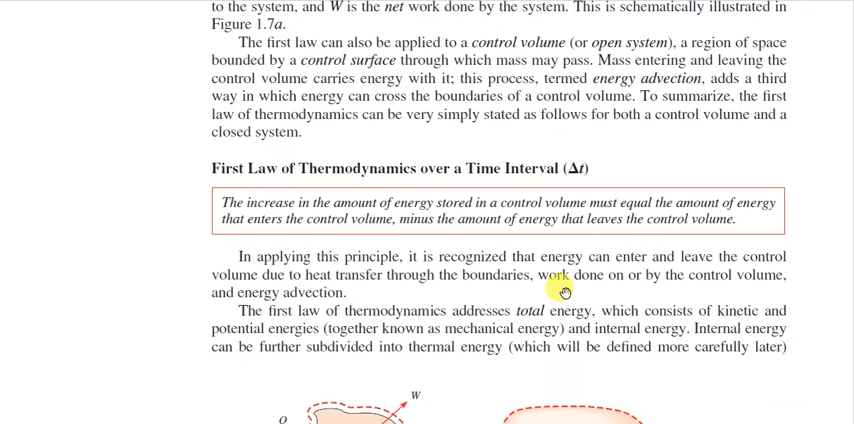 to the system, and W is the net work done by the system. This is schematically illustrated in
Figure 1.7a.
The first law can also be applied to a control volume (or open system), a region of space
bounded by a control surface through which mass may pass. Mass entering and leaving the
control volume carries energy with it; this process, termed energy advection, adds a third
way in which energy can cross the boundaries of a control volume. To summarize, the first
law of thermodynamics can be very simply stated as follows for both a control volume and a
closed system.
First Law of Thermodynamics over a Time Interval (Δt)
The increase in the amount of energy stored in a control volume must equal the amount of energy
that enters the control volume, minus the amount of energy that leaves the control volume.
In applying this principle, it is recognized that energy can enter and leave the control
volume due to heat transfer through the boundaries, work done on or by the control volume,
and energy advection.
The first law of thermodynamics addresses total energy, which consists of kinetic and
potential energies (together known as mechanical energy) and internal energy. Internal energy
can be further subdivided into thermal energy (which will be defined more carefully later)
W
Q